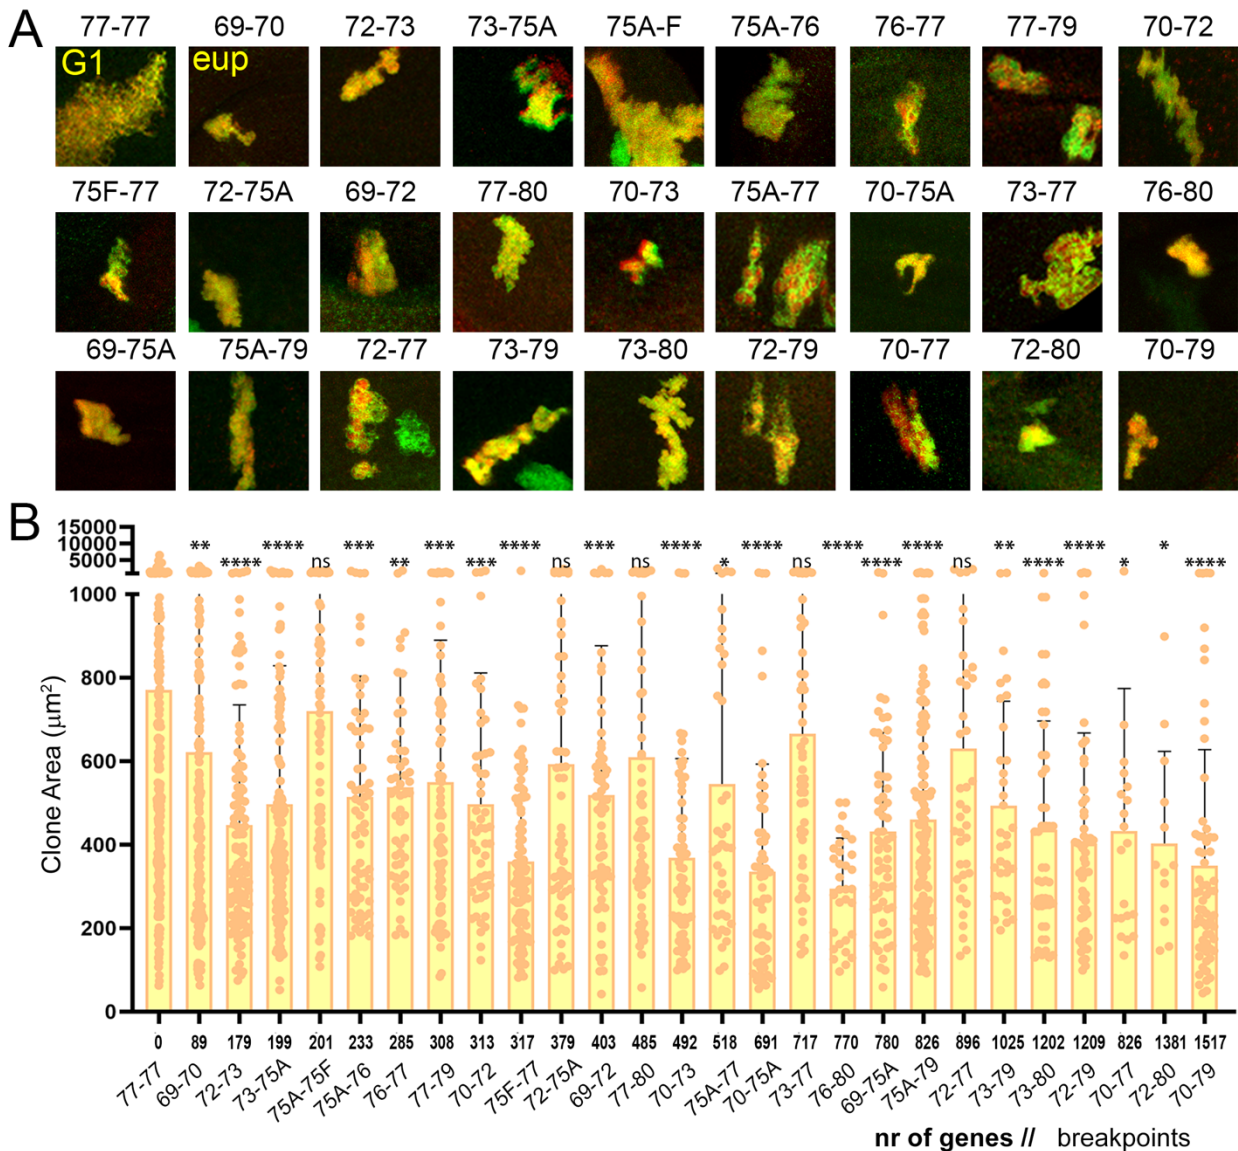 A
77-77 69-70 72-73 73-75A 75A-F 75A-76 76-77 77-79 70-72
G1 eup
75F-77 72-75A 69-72 77-80 70-73 75A-77 70-75A 73-77 76-80
69-75A 75A-79 72-77 73-79 73-80 72-79 70-77 72-80 70-79
B
Clone Area (μm²)
15000
10000
5000
1000
800
600
400
200
0
** **** **** ns *** ** *** *** **** ns *** ns **** * **** ns **** **** **** ns ** **** **** * * ****
0 89 179 199 201 233 285 308 313 317 379 403 485 492 518 691 717 770 780 826 896 1025 1202 1209 826 1381 1517
77-77 69-70 72-73 73-75A 75A-75F 75A-76 76-77 77-79 70-72 75F-77 72-75A 69-72 77-80 70-73 75A-77 70-75A 73-77 76-80 69-75A 75A-79 72-77 73-79 73-80 72-79 70-77 72-80 70-79
nr of genes // breakpoints